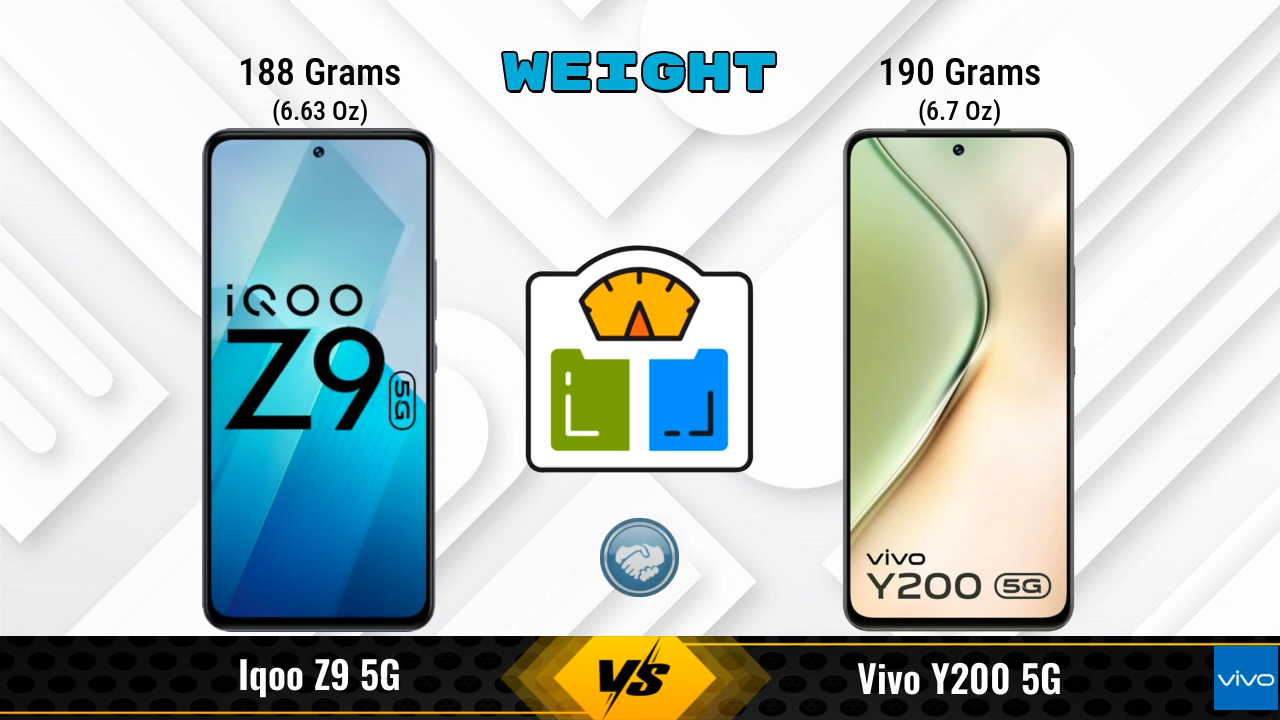 WEIGHT
188 Grams
(6.63 Oz)
190 Grams
(6.7 Oz)
iQOO
Z9 5G
vivo
Y200 5G
Iqoo Z9 5G
VS
Vivo Y200 5G
vivo